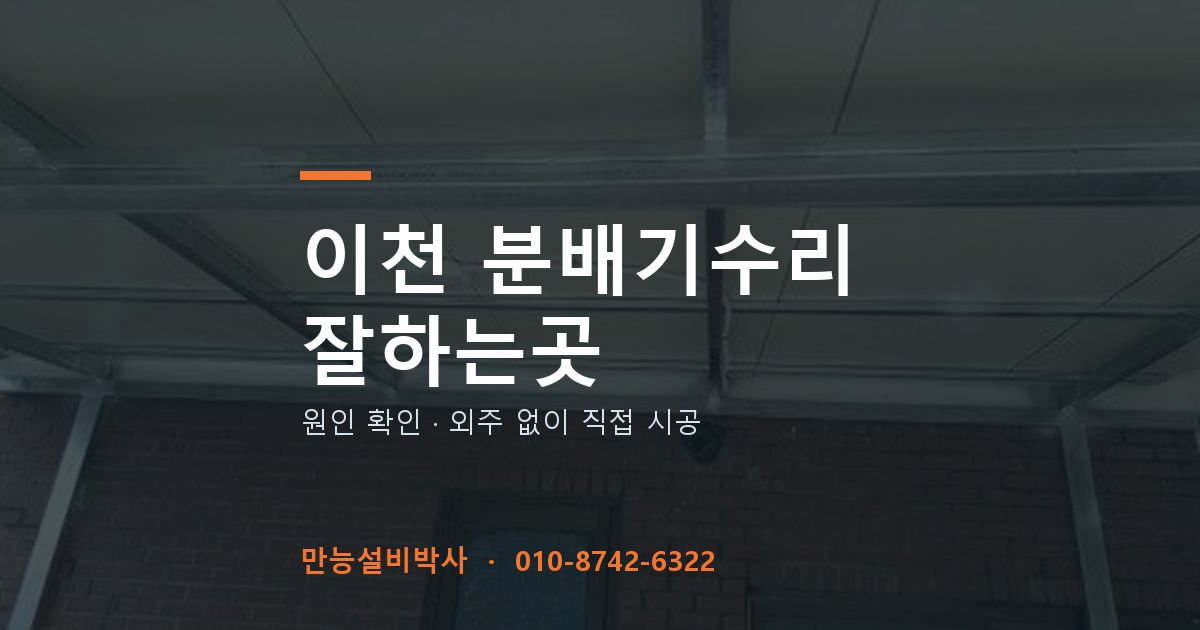 이천 분배기수리
잘하는곳
원인 확인 · 외주 없이 직접 시공
만능설비박사 · 010-8742-6322